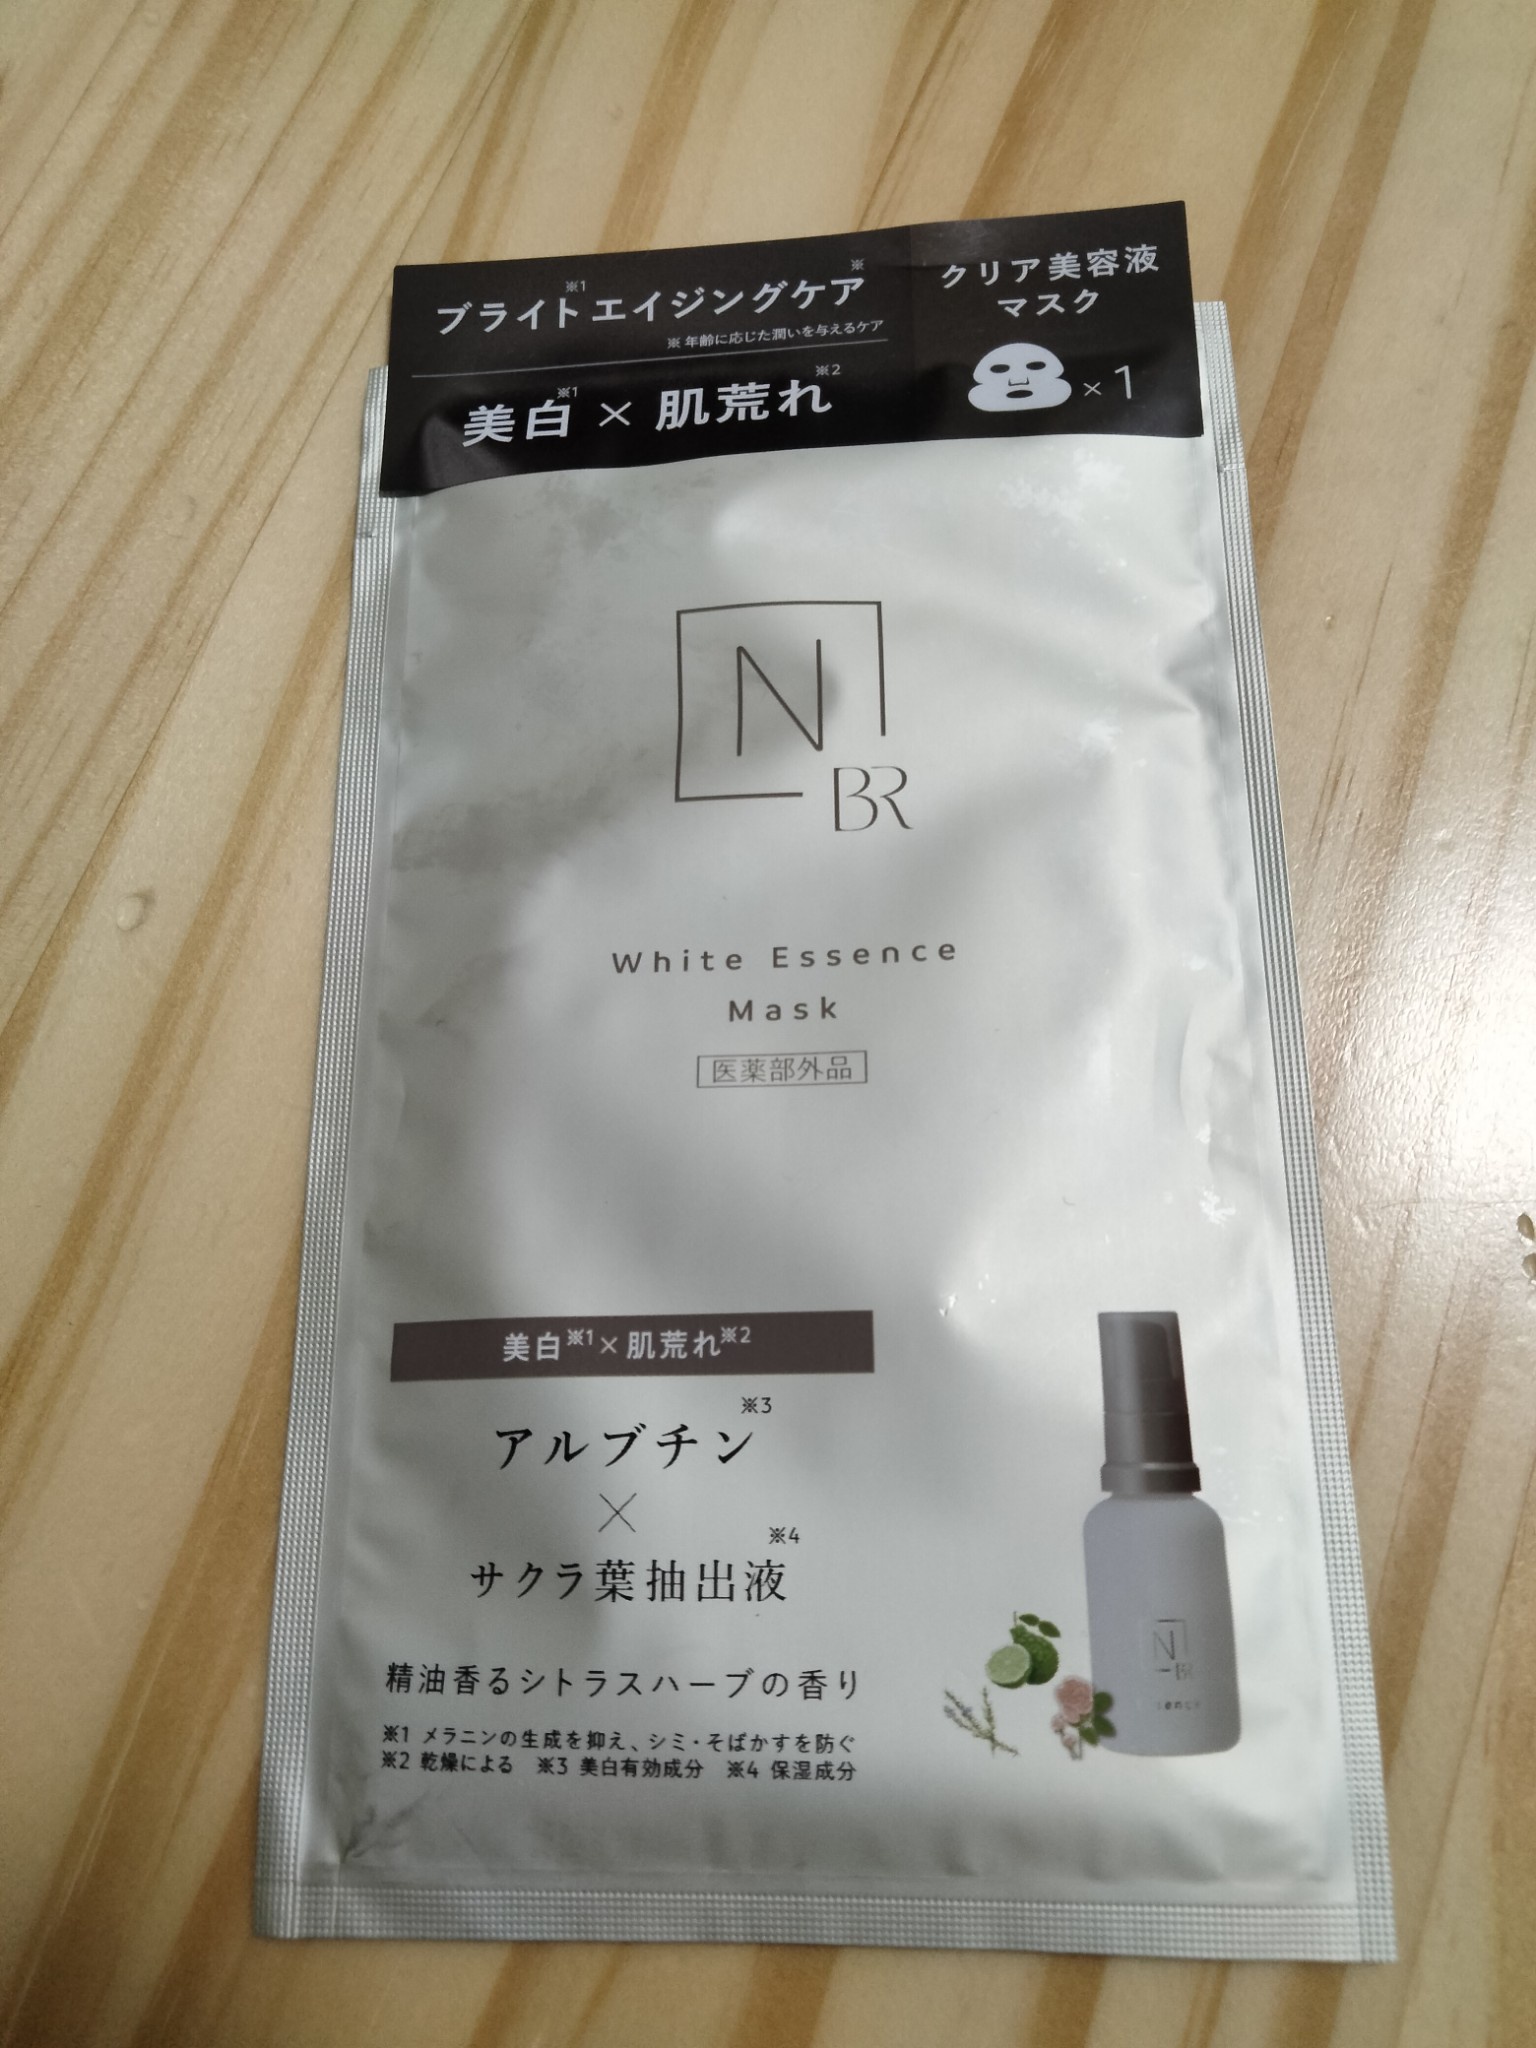 ブライト※1エイジングケア※
※ 年齢に応じた潤いを与えるケア
美白※1 × 肌荒れ※2
クリア美容液
マスク
× 1
N
BR
White Essence
Mask
医薬部外品
美白※1×肌荒れ※2
アルブチン※3
×
サクラ葉抽出液※4
精油香るシトラスハーブの香り
※1 メラニンの生成を抑え、シミ・そばかすを防ぐ
※2 乾燥による ※3 美白有効成分 ※4 保湿成分
N
BR